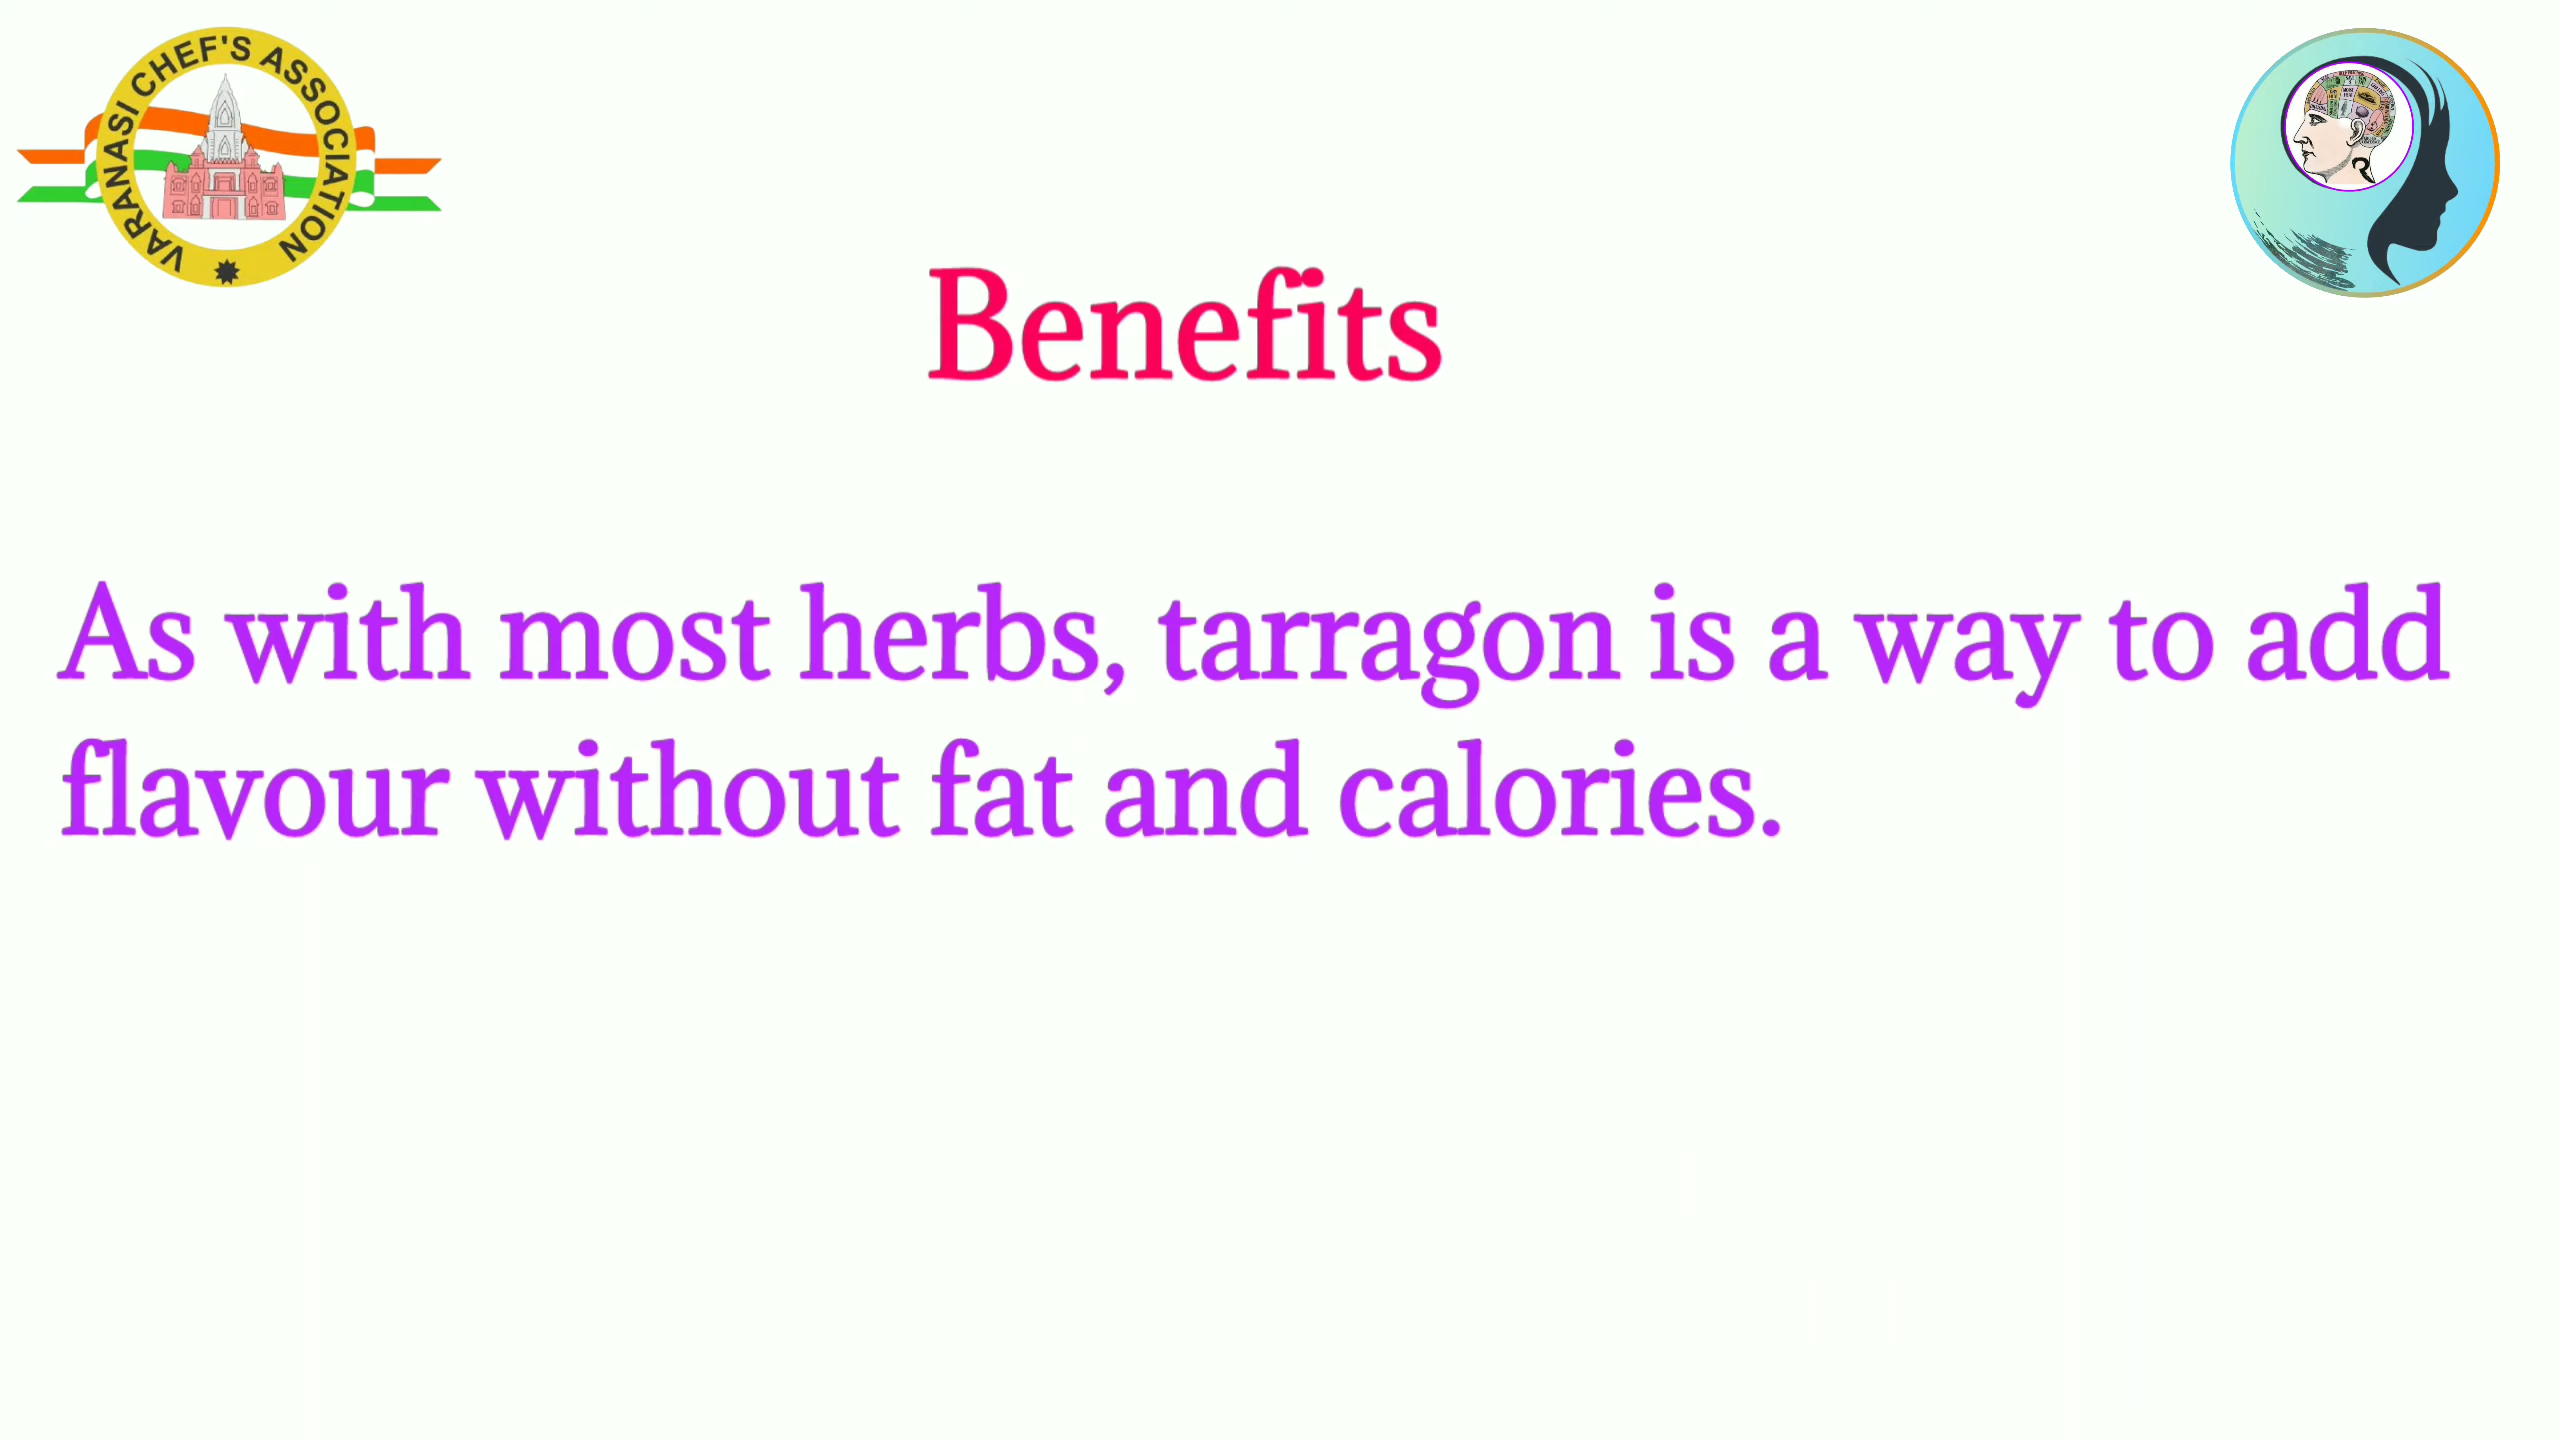 VARANASI CHEF'S ASSOCIATION
Benefits
As with most herbs, tarragon is a way to add
flavour without fat and calories.